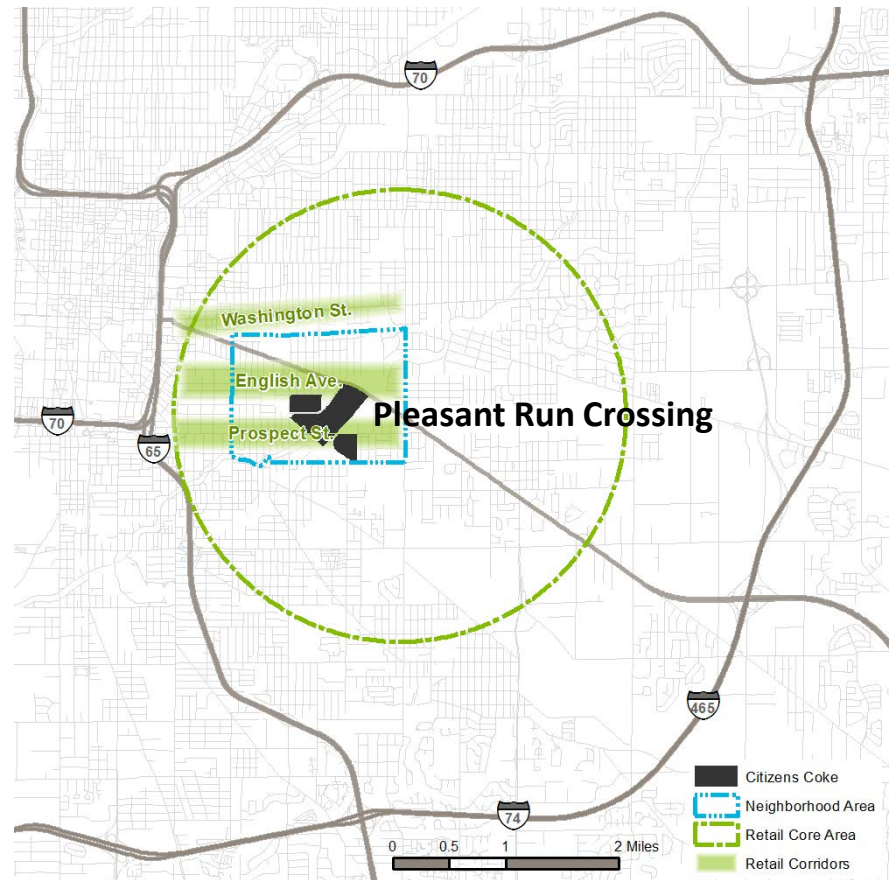 70
Washington St.
English Ave.
Pleasant Run Crossing
70
Prospect St.
65
465
74
Citizens Coke
Neighborhood Area
Retail Core Area
Retail Corridors
0 0.5 1 2 Miles